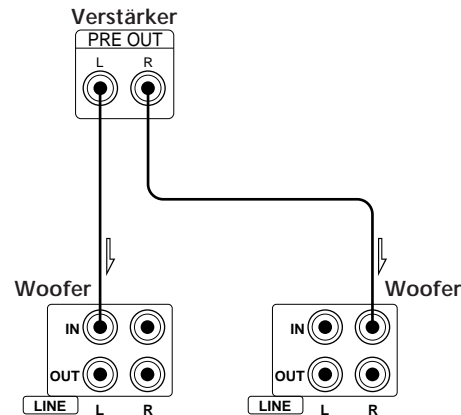 Verstärker
PRE OUT
L R
Woofer Woofer
IN IN
OUT OUT
LINE L R LINE L R